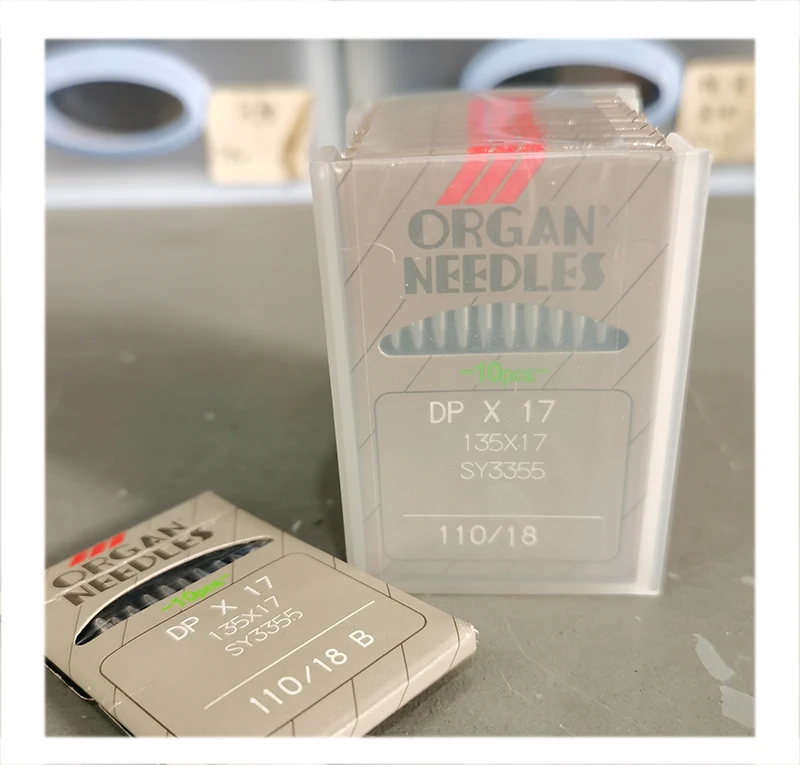 ORGAN®
NEEDLES
~10pcs~
DP X 17
135X17
SY3355
110/18
ORGAN
NEEDLES
~10pcs~
DP X 17
135X17
SY3355
110/18 B